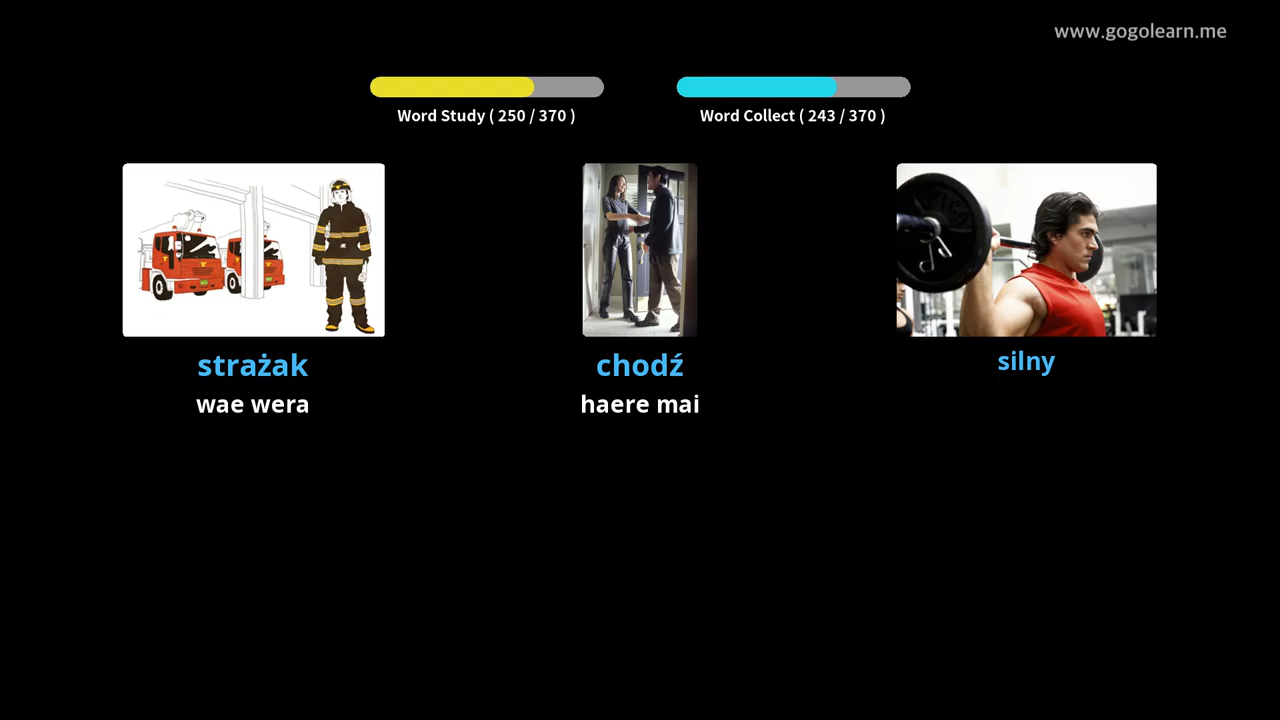 www.gogolearn.me
Word Study ( 250 / 370 )
Word Collect ( 243 / 370 )
strażak
wae wera
chodź
haere mai
silny